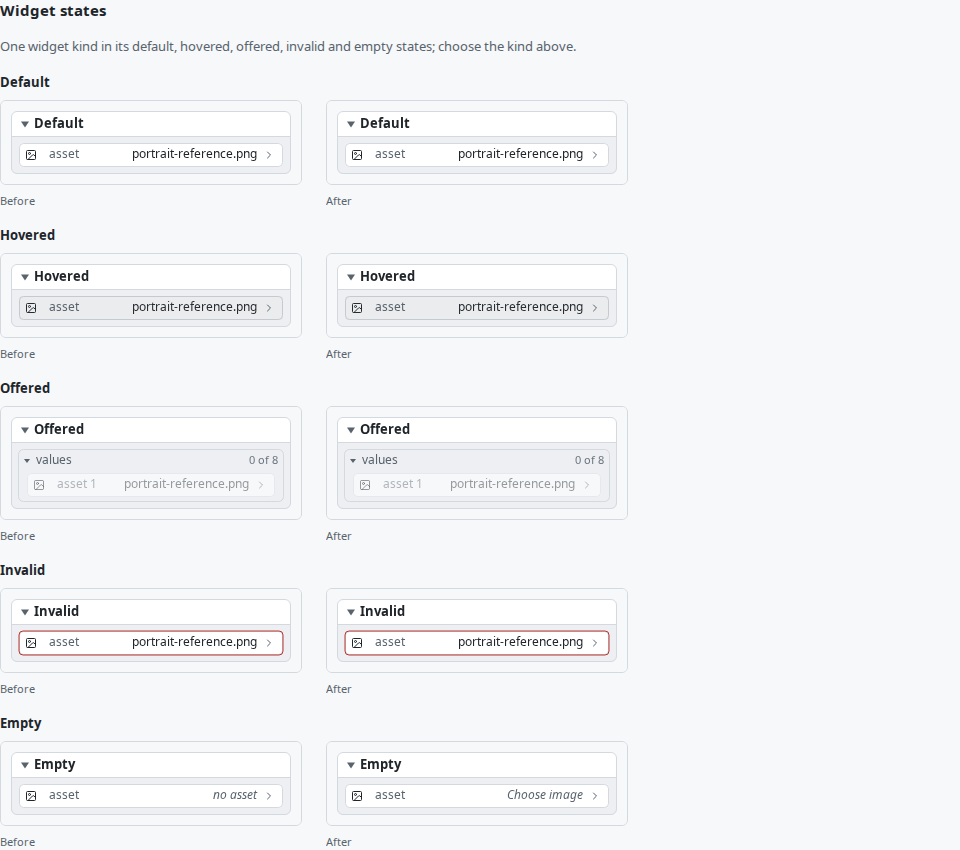 Widget states
One widget kind in its default, hovered, offered, invalid and empty states; choose the kind above.
Default
Default
asset portrait-reference.png
Before
Default
asset portrait-reference.png
After
Hovered
Hovered
asset portrait-reference.png
Before
Hovered
asset portrait-reference.png
After
Offered
Offered
values 0 of 8
asset 1 portrait-reference.png
Before
Offered
values 0 of 8
asset 1 portrait-reference.png
After
Invalid
Invalid
asset portrait-reference.png
Before
Invalid
asset portrait-reference.png
After
Empty
Empty
asset no asset
Before
Empty
asset Choose image
After